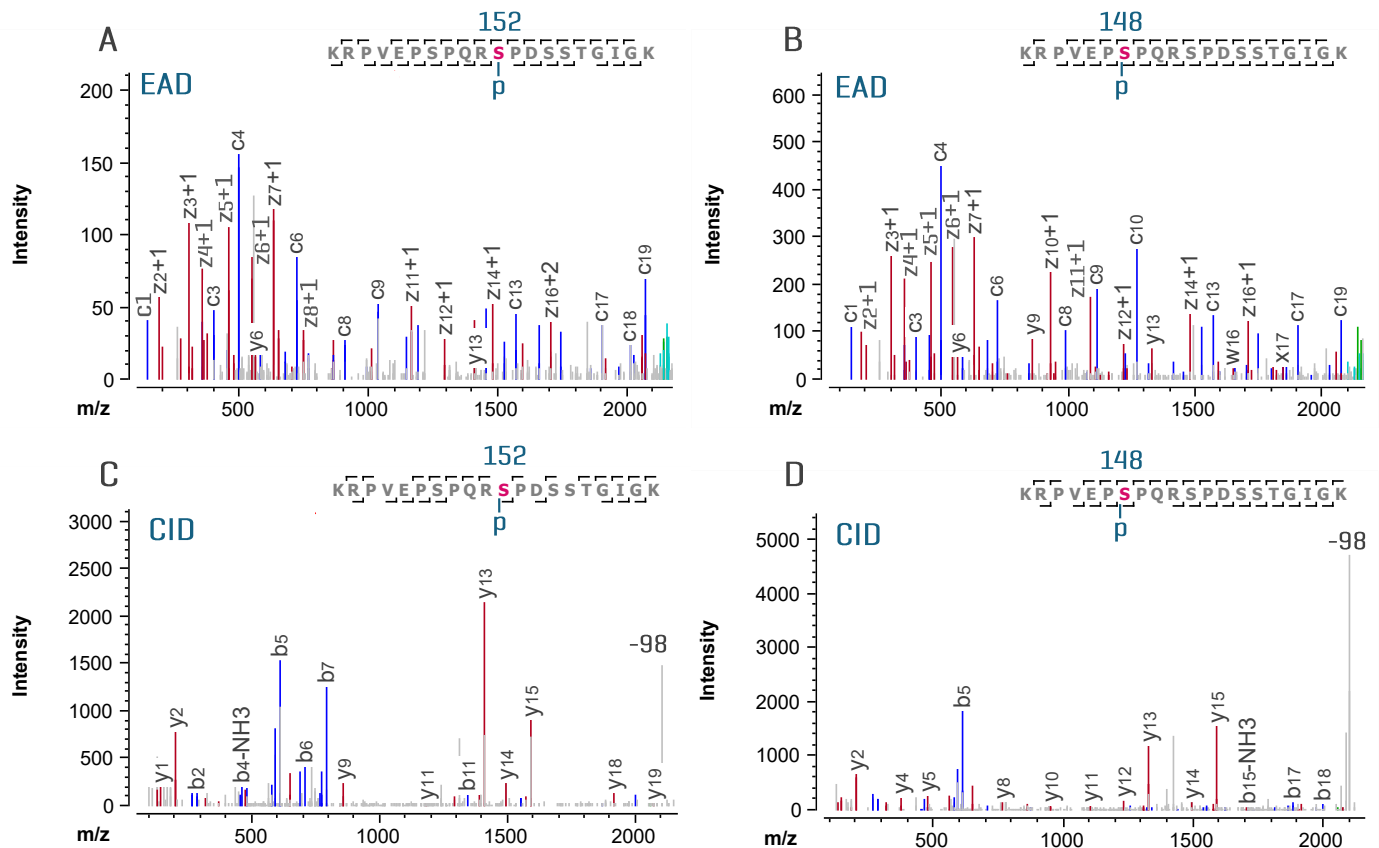 A
152
KRPVEPSPQRSPDSSTGIGK
p
EAD
Intensity
200
150
100
50
0
c1
z2+1
z3+1
z4+1
c3
z5+1
c4
z6+1
y6
z7+1
c6
z8+1
c8
c9
z11+1
z12+1
y13
z14+1
c13
z16+2
c17
c18
c19
m/z
500
1000
1500
2000
B
148
KRPVEPSPQRSPDSSTGIGK
p
EAD
Intensity
600
500
400
300
200
100
0
c1
z2+1
z3+1
z4+1
c3
z5+1
c4
z6+1
y6
z7+1
c6
y9
z10+1
c8
z11+1
c9
z12+1
c10
y13
z14+1
c13
w16
z16+1
x17
c17
c19
m/z
500
1000
1500
2000
C
152
KRPVEPSPQRSPDSSTGIGK
p
CID
Intensity
3000
2500
2000
1500
1000
500
0
y1
y2
b2
b4-NH3
b5
b6
b7
y9
y11
b11
y13
y14
y15
y18
y19
-98
m/z
500
1000
1500
2000
D
148
KRPVEPSPQRSPDSSTGIGK
p
CID
Intensity
5000
4000
3000
2000
1000
0
y2
y4
y5
b5
y8
y10
y11
y12
y13
y14
y15
b15-NH3
b17
b18
-98
m/z
500
1000
1500
2000